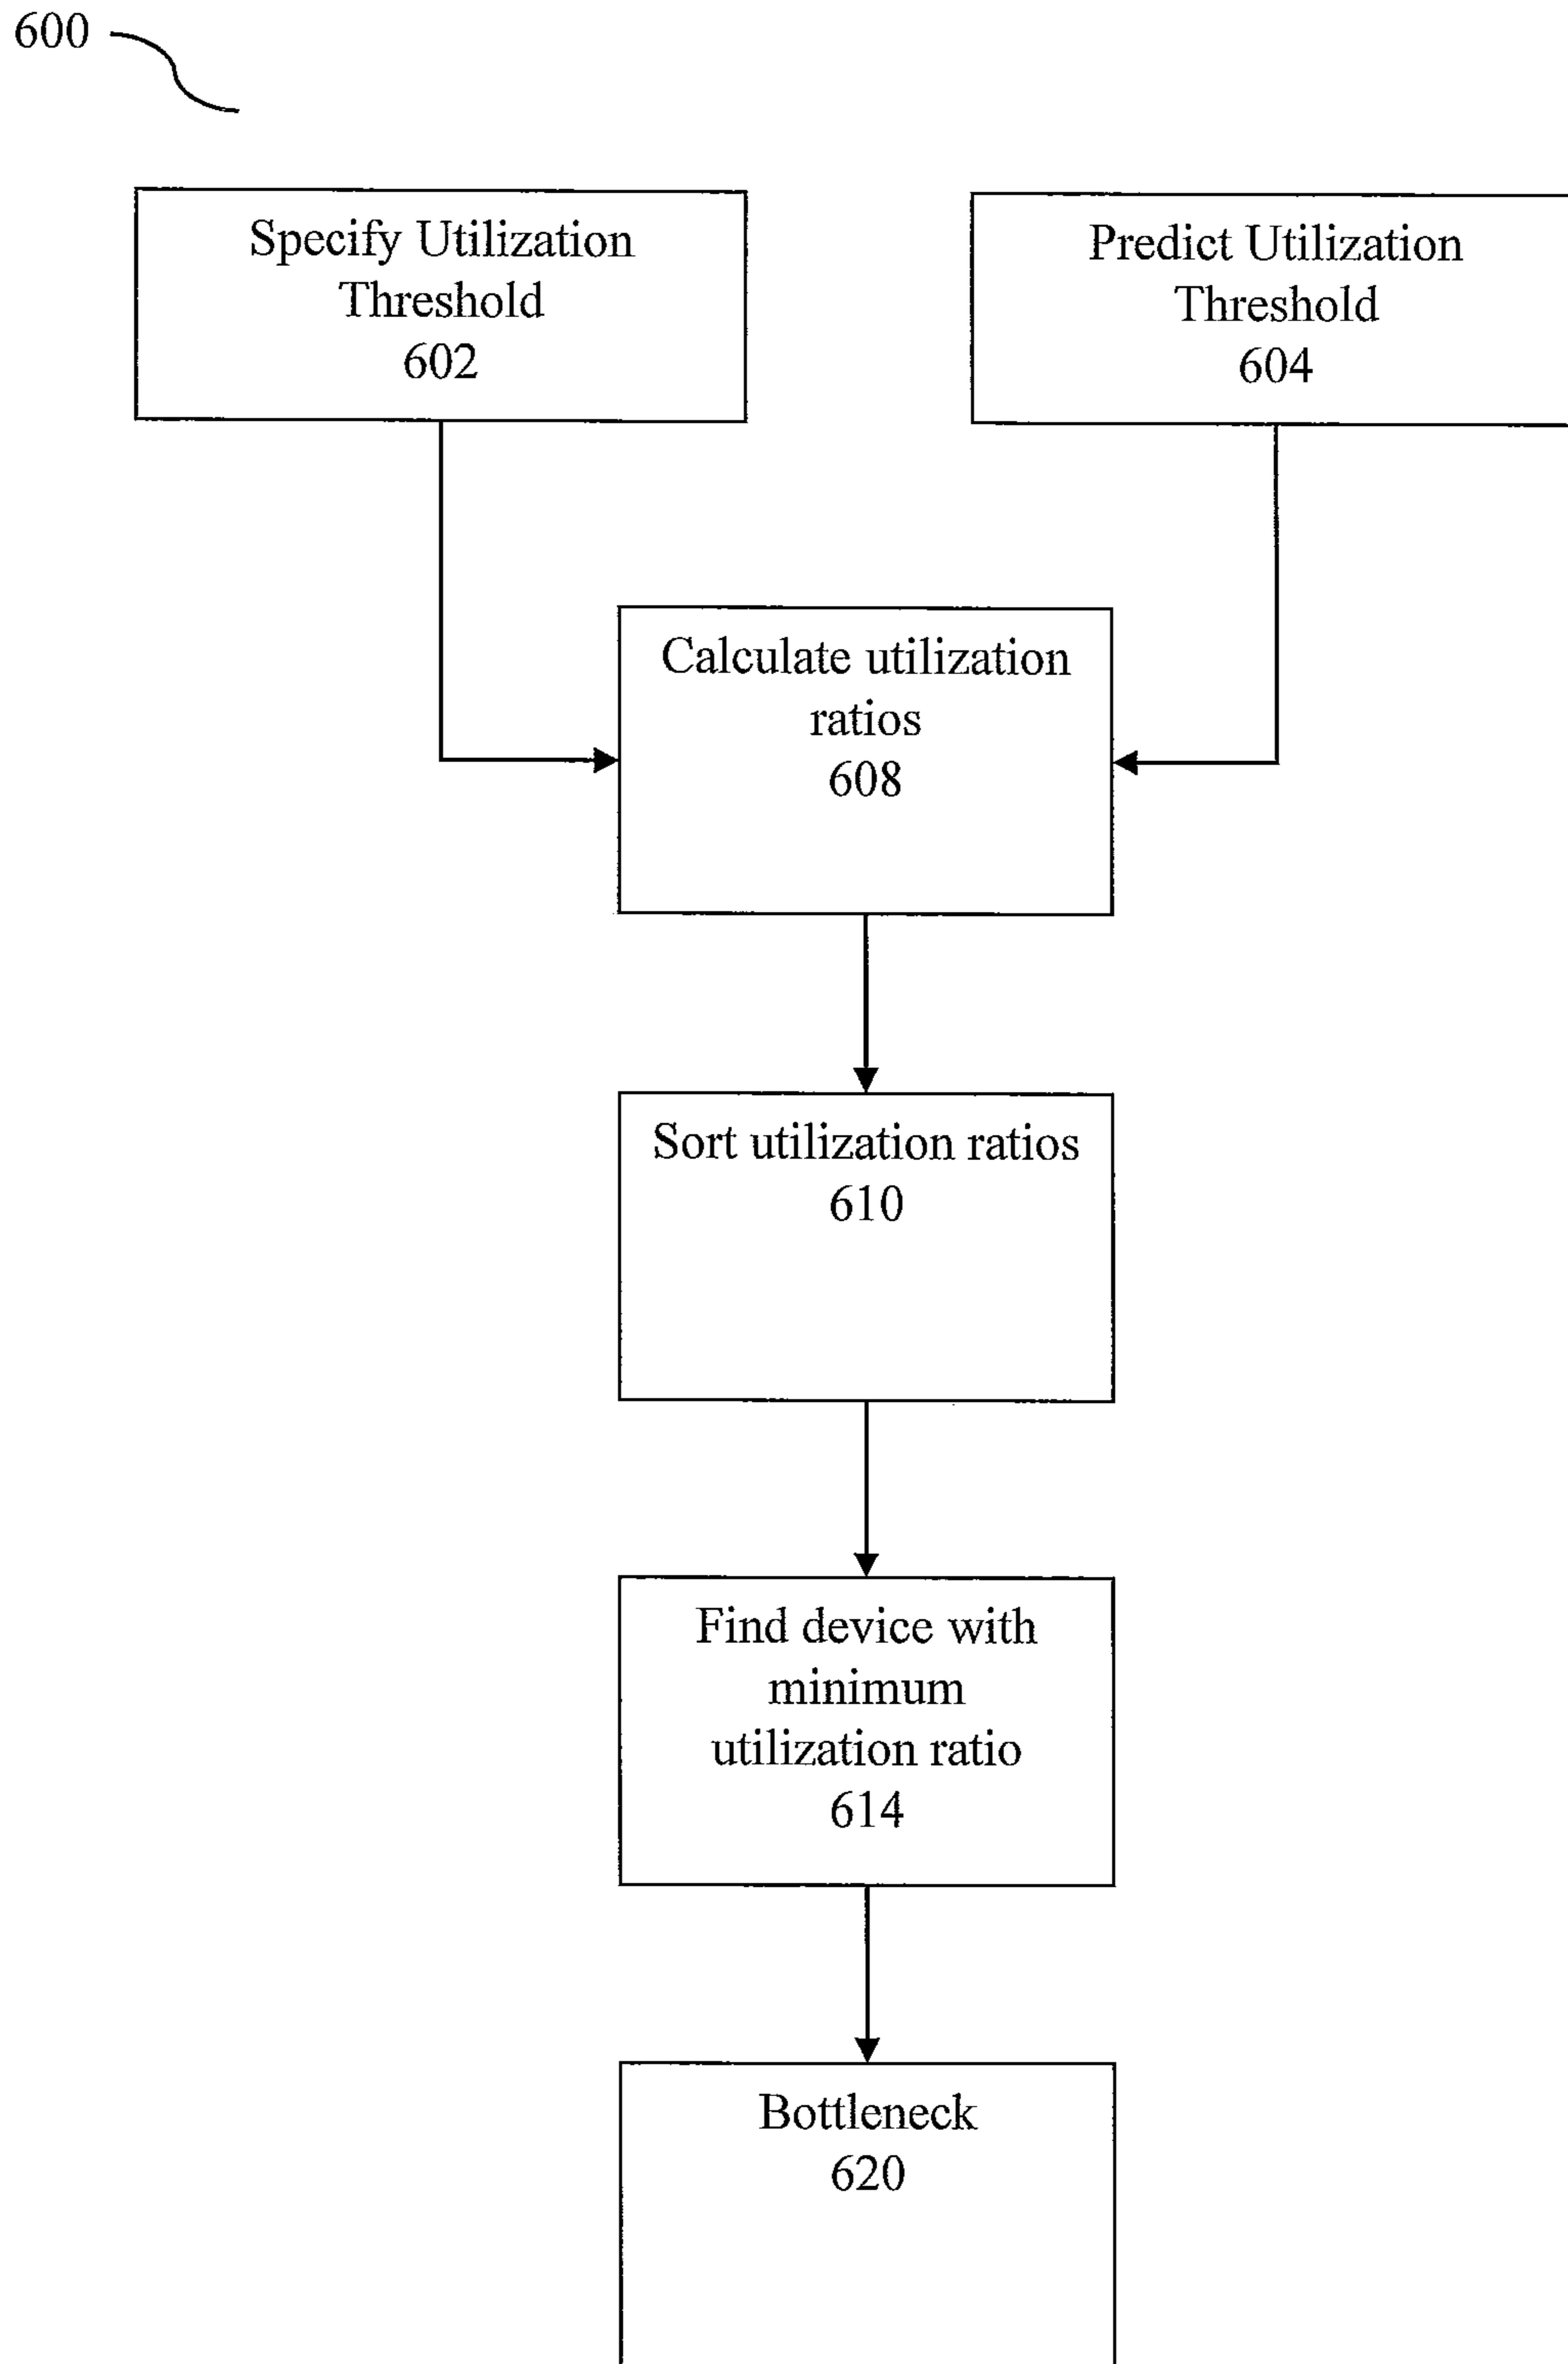 600
Specify Utilization
Threshold
602
Predict Utilization
Threshold
604
Calculate utilization
ratios
608
Sort utilization ratios
610
Find device with
minimum
utilization ratio
614
Bottleneck
620